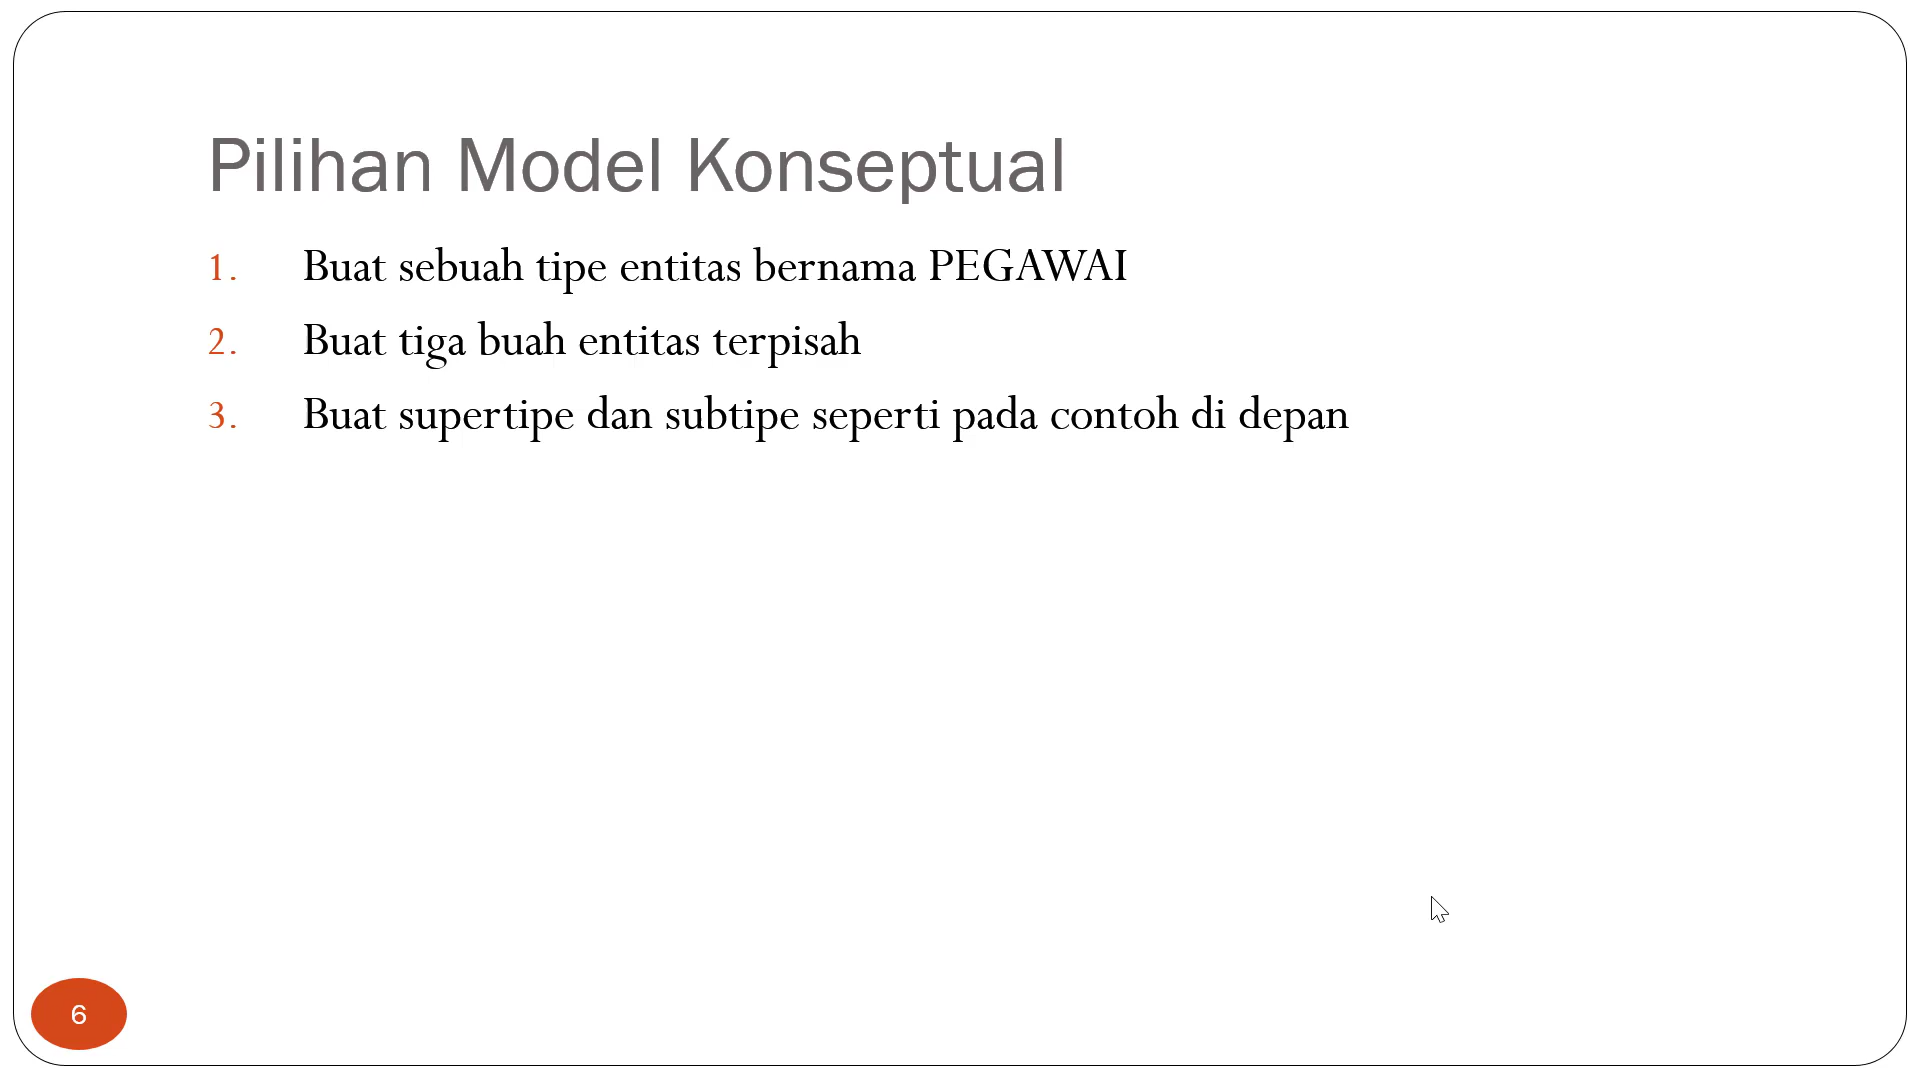 Pilihan Model Konseptual
1. Buat sebuah tipe entitas bernama PEGAWAI
2. Buat tiga buah entitas terpisah
3. Buat supertipe dan subtipe seperti pada contoh di depan
6